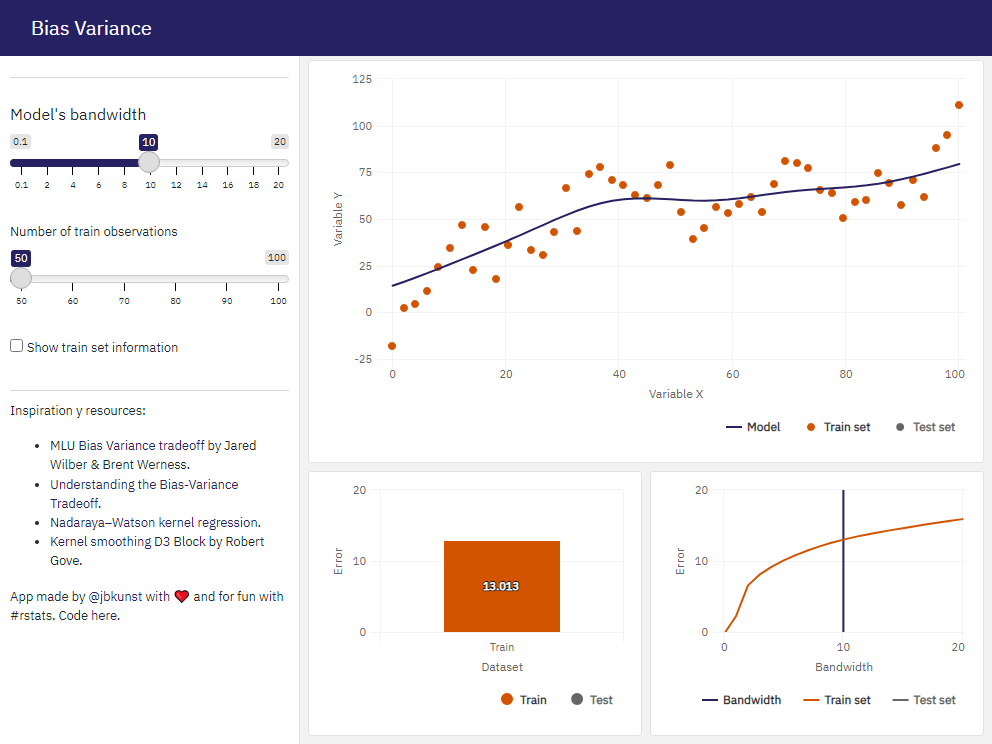 Bias Variance
Model's bandwidth
0.1 10 20
0.1 2 4 6 8 10 12 14 16 18 20
Number of train observations
50 100
50 60 70 80 90 100
Show train set information
Inspiration y resources:
MLU Bias Variance tradeoff by Jared
Wilber & Brent Werness.
Understanding the Bias-Variance
Tradeoff.
Nadaraya–Watson kernel regression.
Kernel smoothing D3 Block by Robert
Gove.
App made by @jbkunst with ❤️ and for fun with
#rstats. Code here.
Variable Y
125
100
75
50
25
0
-25
0 20 40 60 80 100
Variable X
Model Train set Test set
Error
20
10
0
13.013
Train
Dataset
Train Test
Error
20
10
0
0 10 20
Bandwidth
Bandwidth Train set Test set